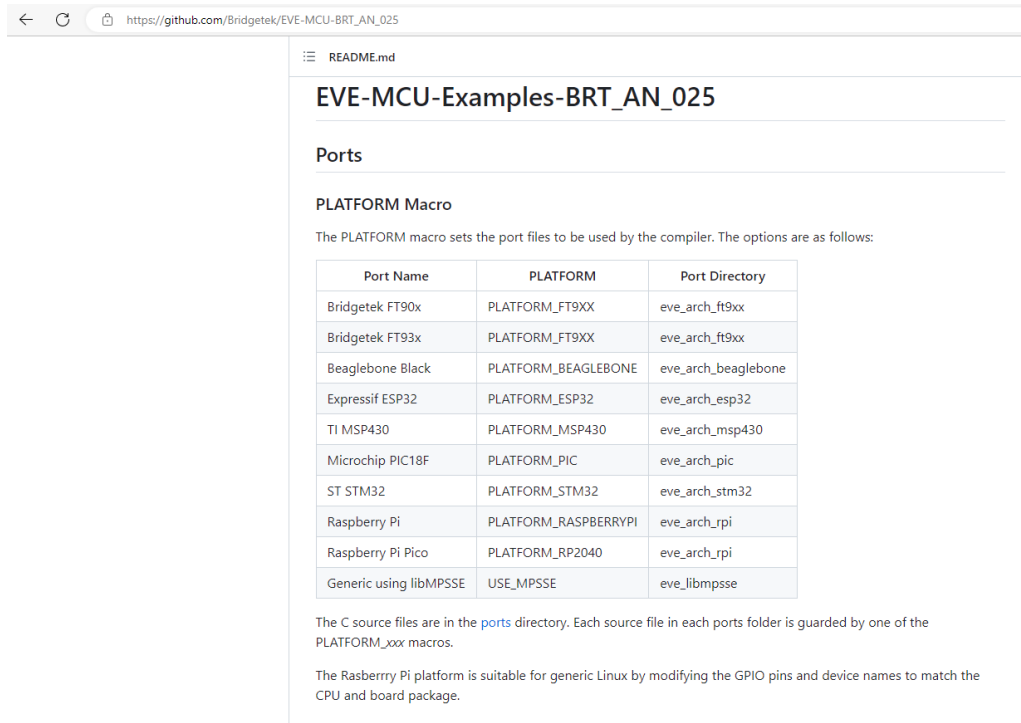 https://github.com/Bridgetek/EVE-MCU-BRT_AN_025
README.md
EVE-MCU-Examples-BRT_AN_025
Ports
PLATFORM Macro
The PLATFORM macro sets the port files to be used by the compiler. The options are as follows:
Port Name PLATFORM Port Directory
Bridgetek FT90x PLATFORM_FT9XX eve_arch_ft9xx
Bridgetek FT93x PLATFORM_FT9XX eve_arch_ft9xx
Beaglebone Black PLATFORM_BEAGLEBONE eve_arch_beaglebone
Expressif ESP32 PLATFORM_ESP32 eve_arch_esp32
TI MSP430 PLATFORM_MSP430 eve_arch_msp430
Microchip PIC18F PLATFORM_PIC eve_arch_pic
ST STM32 PLATFORM_STM32 eve_arch_stm32
Raspberry Pi PLATFORM_RASPBERRYPI eve_arch_rpi
Raspberry Pi Pico PLATFORM_RP2040 eve_arch_rpi
Generic using libMPSSE USE_MPSSE eve_libmpsse
The C source files are in the ports directory. Each source file in each ports folder is guarded by one of the
PLATFORM_xxx macros.
The Rasberrry Pi platform is suitable for generic Linux by modifying the GPIO pins and device names to match the
CPU and board package.